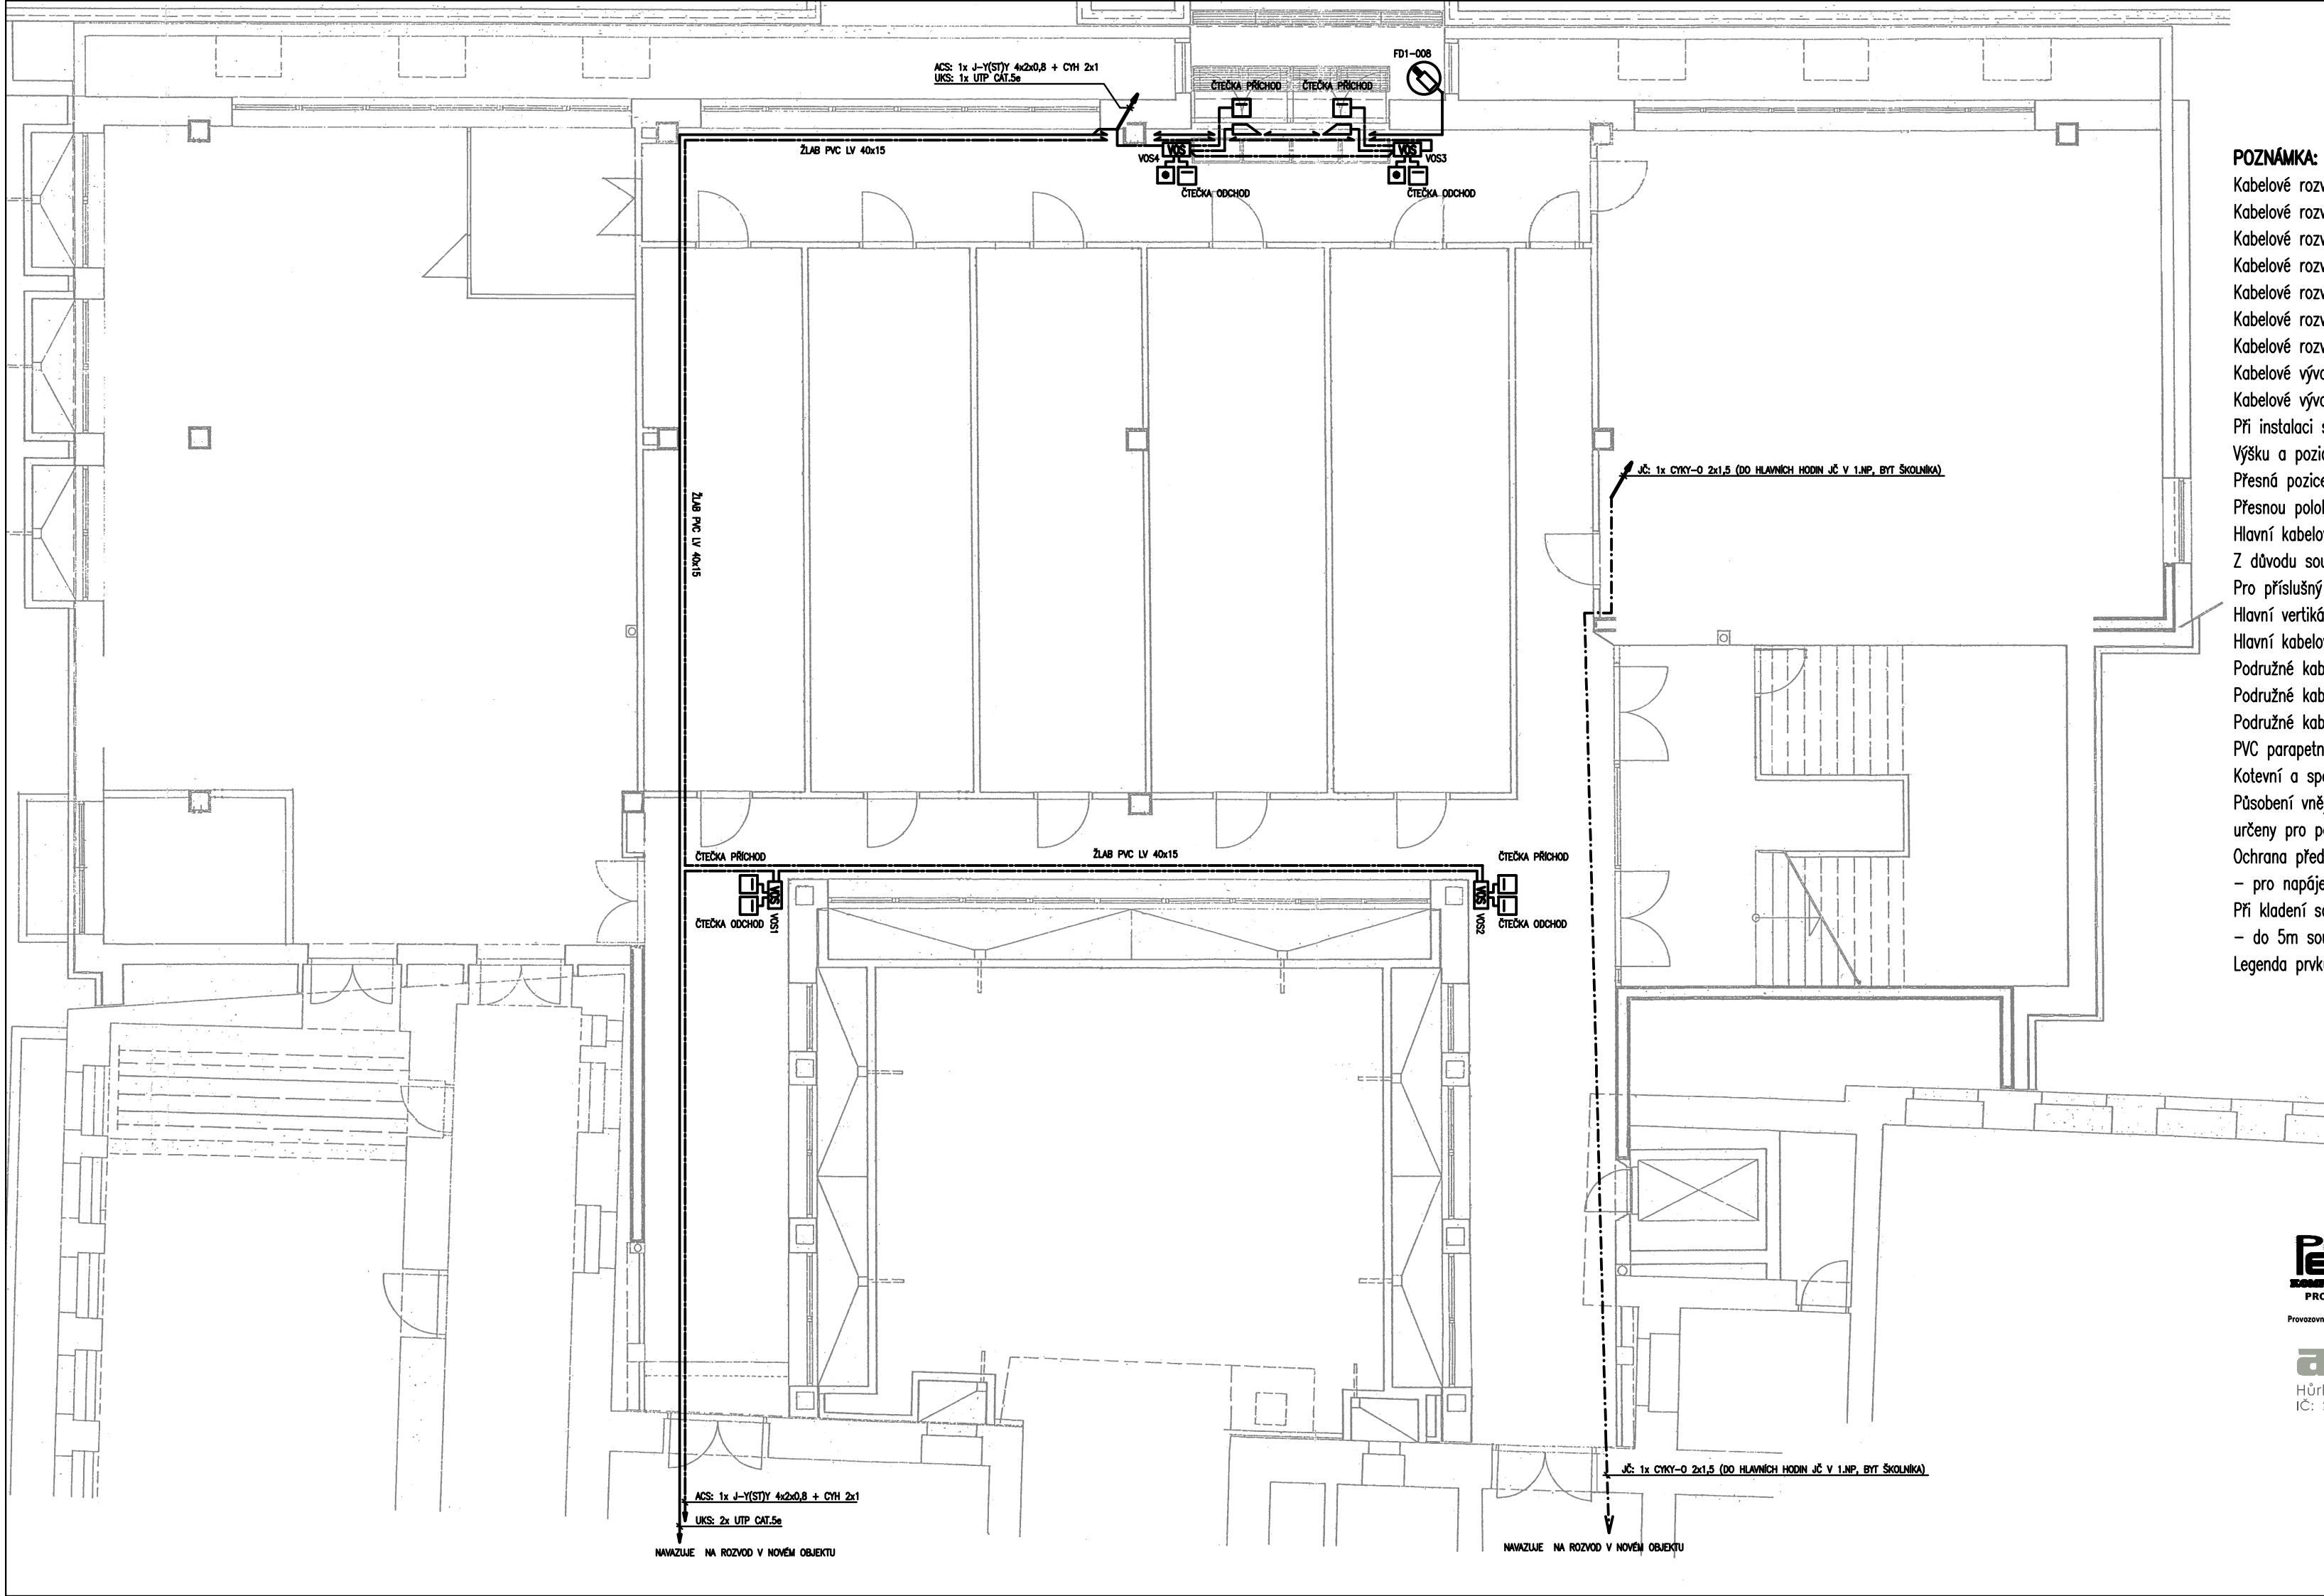 ACS: 1x J-Y(ST)Y 4x2x0,8 + CYH 2x1
UKS: 1x UTP CAT.5e
FD1-008
ČTEČKA PŘÍCHOD
ČTEČKA PŘÍCHOD
ŽLAB PVC LV 40x15
VOS
VOS4
VOS
VOS3
ČTEČKA ODCHOD
ČTEČKA ODCHOD
ŽLAB PVC LV 40x15
JČ: 1x CYKY-O 2x1,5 (DO HLAVNÍCH HODIN JČ V 1.NP, BYT ŠKOLNÍKA)
ČTEČKA PŘÍCHOD
ŽLAB PVC LV 40x15
ČTEČKA PŘÍCHOD
VOS
VOS1
VOS
VOS2
ČTEČKA ODCHOD
ČTEČKA ODCHOD
ACS: 1x J-Y(ST)Y 4x2x0,8 + CYH 2x1
UKS: 2x UTP CAT.5e
NAVAZUJE NA ROZVOD V NOVÉM OBJEKTU
JČ: 1x CYKY-O 2x1,5 (DO HLAVNÍCH HODIN JČ V 1.NP, BYT ŠKOLNÍKA)
NAVAZUJE NA ROZVOD V NOVÉM OBJEKTU
POZNÁMKA:
Kabelové rozv
Kabelové rozv
Kabelové rozv
Kabelové rozv
Kabelové rozv
Kabelové rozv
Kabelové rozv
Kabelovéývo
Kabelové vývo
Při instalaci s
Výšku a pozic
Přesná pozice
Přesnou polo
Hlavní kabelo
Z důvodu sou
Pro příslušný
Hlavní vertiká
Hlavní kabelo
Podružné kab
Podružné kab
Podružné kab
PVC parapetn
Kotevní a spo
Působení vně
určeny pro po
Ochrana před
– pro napáje
Při kladení so
– do 5m sou
Legenda prvk
PRO
Provozovn
Hůr
IČ: